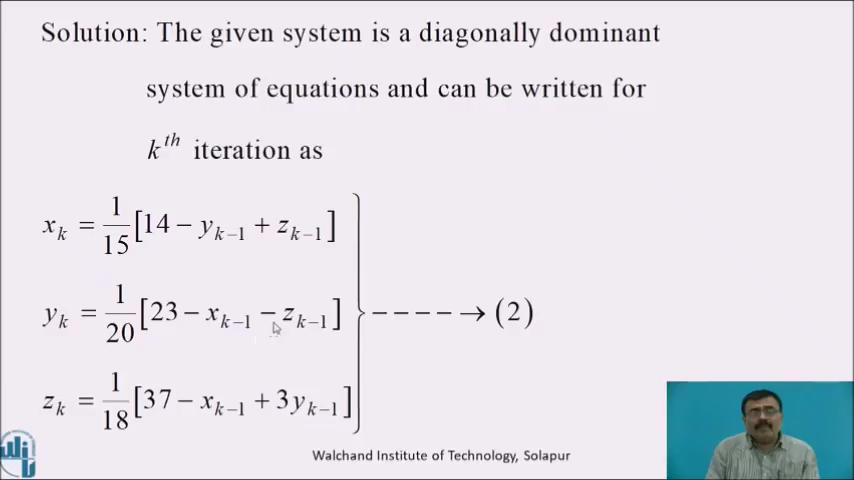 Solution: The given system is a diagonally dominant
system of equations and can be written for
k^th iteration as
x_k = 1/15 [14 − y_{k−1} + z_{k−1}]
y_k = 1/20 [23 − x_{k−1} − z_{k−1}] − − − − → (2)
z_k = 1/18 [37 − x_{k−1} + 3y_{k−1}]
Walchand Institute of Technology, Solapur